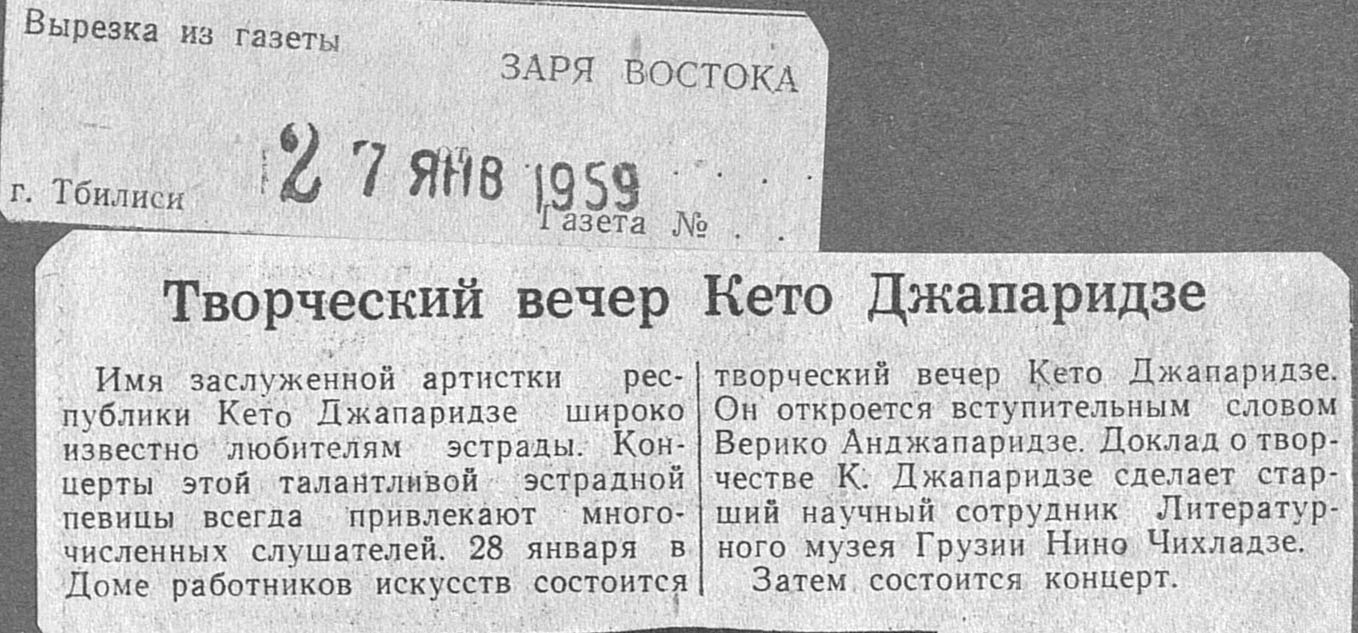 Вырезка из газеты
ЗАРЯ ВОСТОКА
27 ЯНВ 1959
г. Тбилиси
Газета № . .
Творческий вечер Кето Джапаридзе
Имя заслуженной артистки рес-
публики Кето Джапаридзе широко
известно любителям эстрады. Кон-
церты этой талантливой эстрадной
певицы всегда привлекают много-
численных слушателей. 28 января в
Доме работников искусств состоится
творческий вечер Кето Джапаридзе.
Он откроется вступительным словом
Верико Анджапаридзе. Доклад о твор-
честве К. Джапаридзе сделает стар-
ший научный сотрудник Литератур-
ного музея Грузии Нино Чихладзе.
Затем состоится концерт.